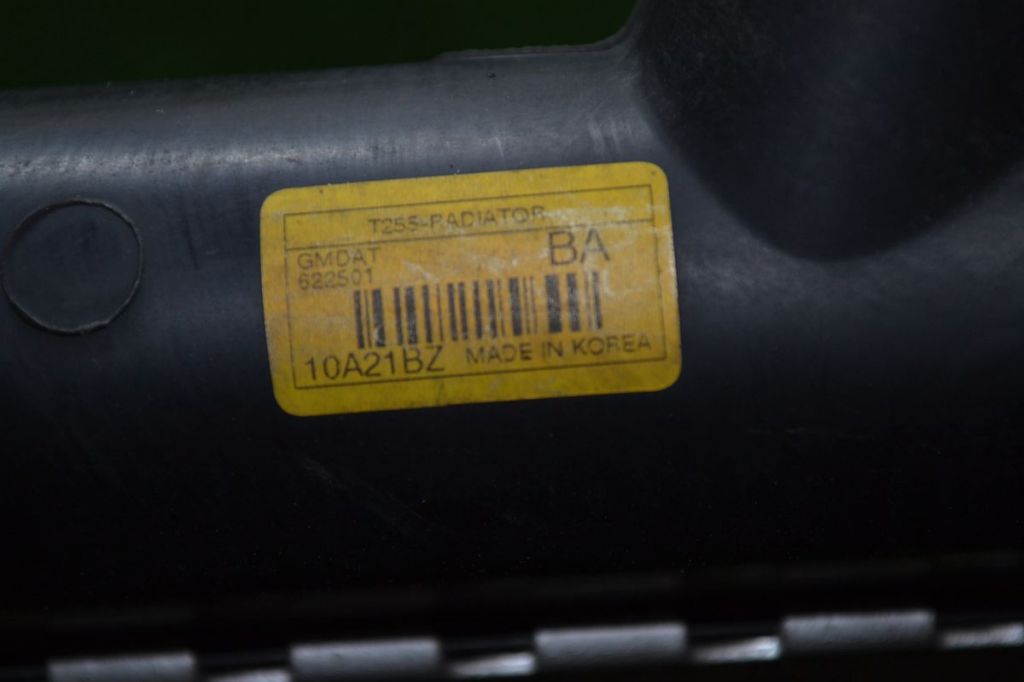 T255-RADIATOR
GMDAT BA
622501
10A21BZ MADE IN KOREA